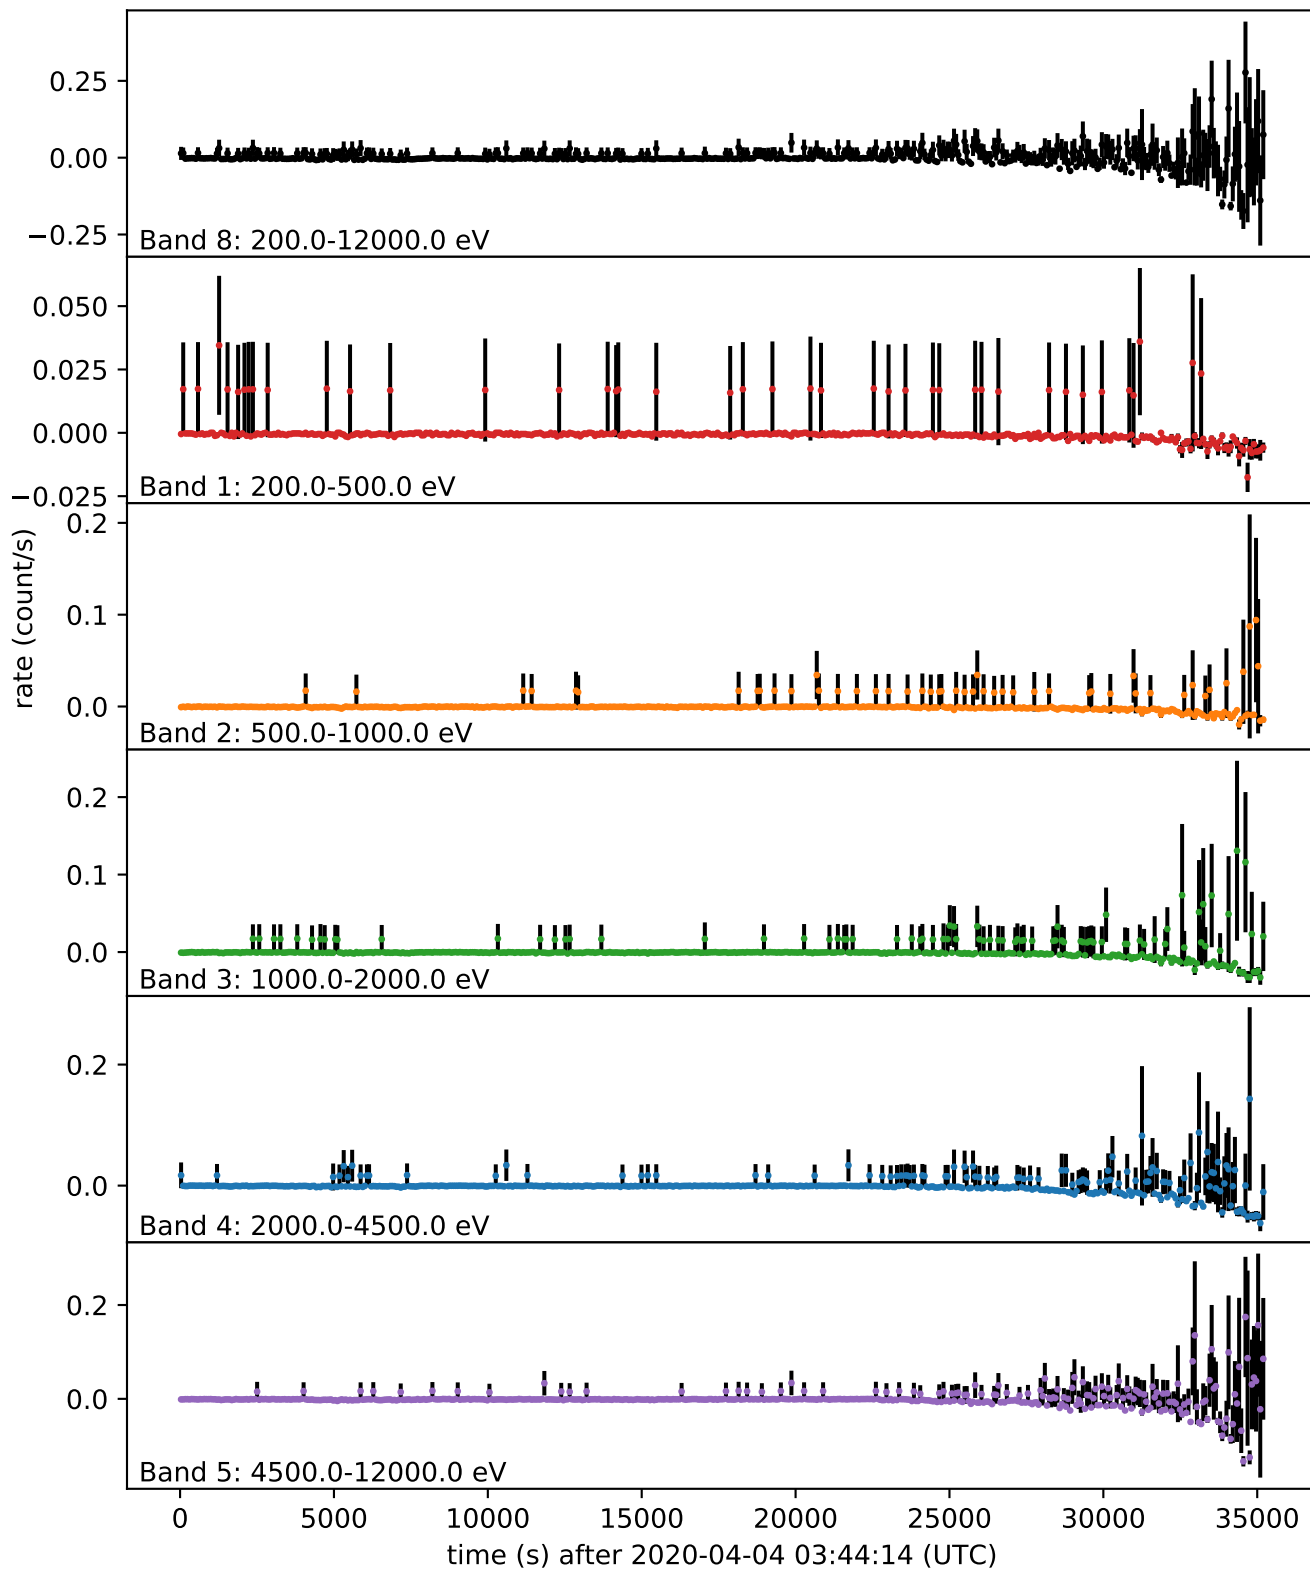 0.25
0.00
−0.25
Band 8: 200.0-12000.0 eV
0.050
0.025
0.000
−0.025
Band 1: 200.0-500.0 eV
0.2
0.1
0.0
Band 2: 500.0-1000.0 eV
rate (count/s)
0.2
0.1
0.0
Band 3: 1000.0-2000.0 eV
0.2
0.0
Band 4: 2000.0-4500.0 eV
0.2
0.0
Band 5: 4500.0-12000.0 eV
0 5000 10000 15000 20000 25000 30000 35000
time (s) after 2020-04-04 03:44:14 (UTC)